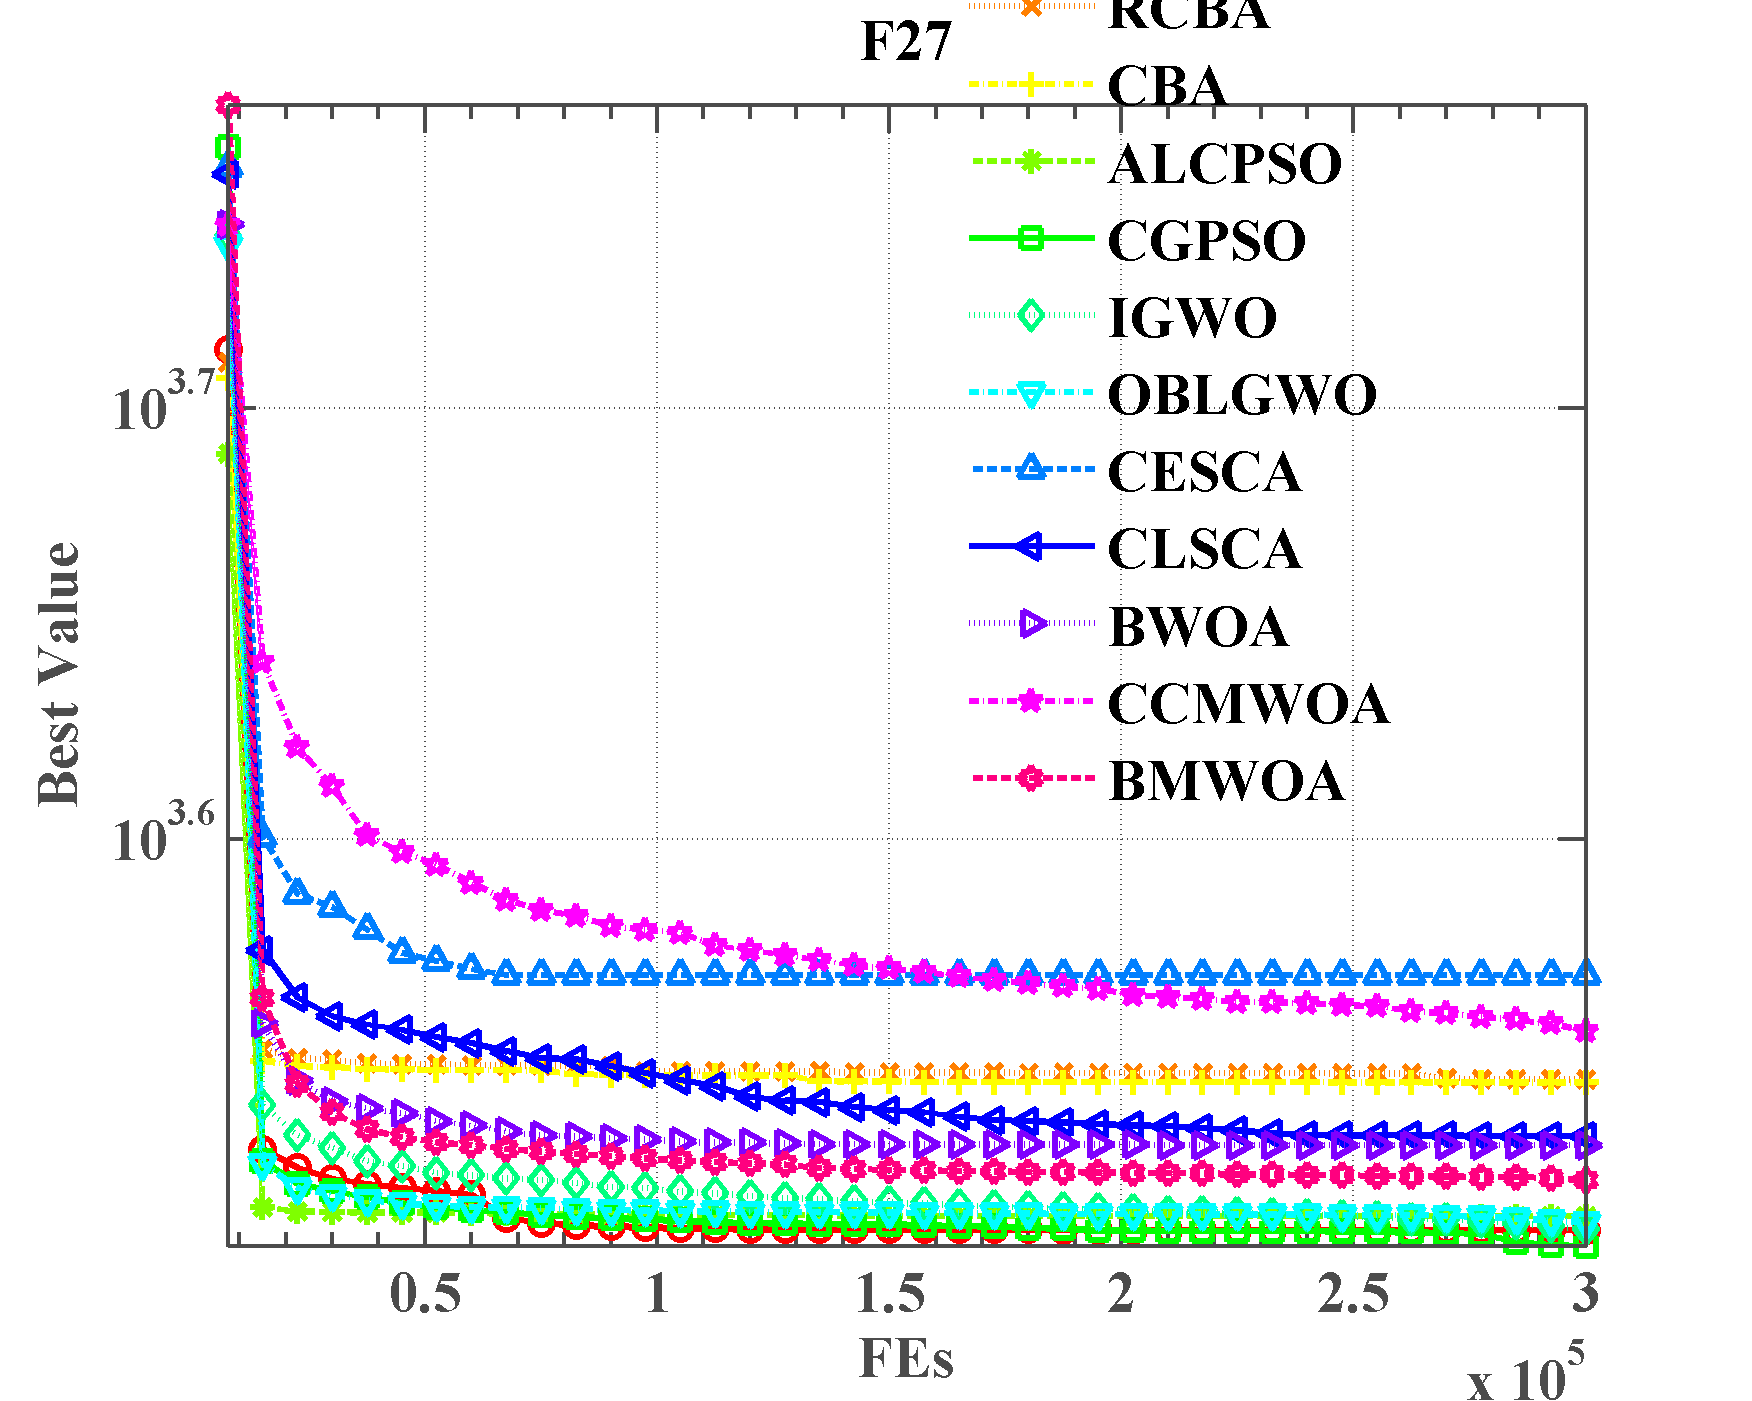 RCBA
F27
CBA
ALCPSO
CGPSO
IGWO
OBLGWO
CESCA
CLSCA
BWOA
CCMWOA
BMWOA
10^3.7
10^3.6
Best Value
0.5 1 1.5 2 2.5 3
FEs
x 10^5